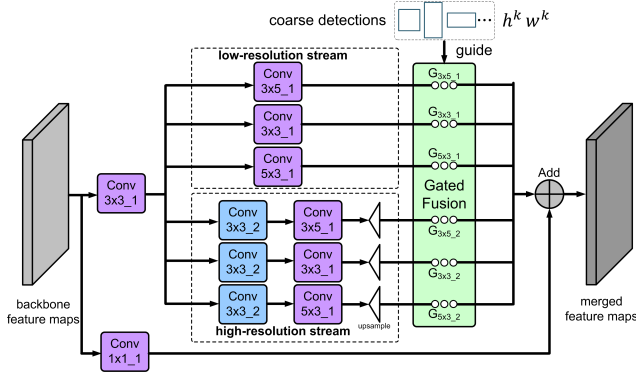 coarse detections
··· hᵏ wᵏ
guide
low-resolution stream
Conv
3x5_1
G3x5_1
Conv
3x3_1
G3x3_1
Conv
5x3_1
G5x3_1
Conv
3x3_1
Gated
Fusion
Add
Conv
3x3_2
Conv
3x5_1
G3x5_2
Conv
3x3_2
Conv
3x3_1
G3x3_2
Conv
3x3_2
Conv
5x3_1
G5x3_2
upsample
high-resolution stream
backbone
feature maps
merged
feature maps
Conv
1x1_1